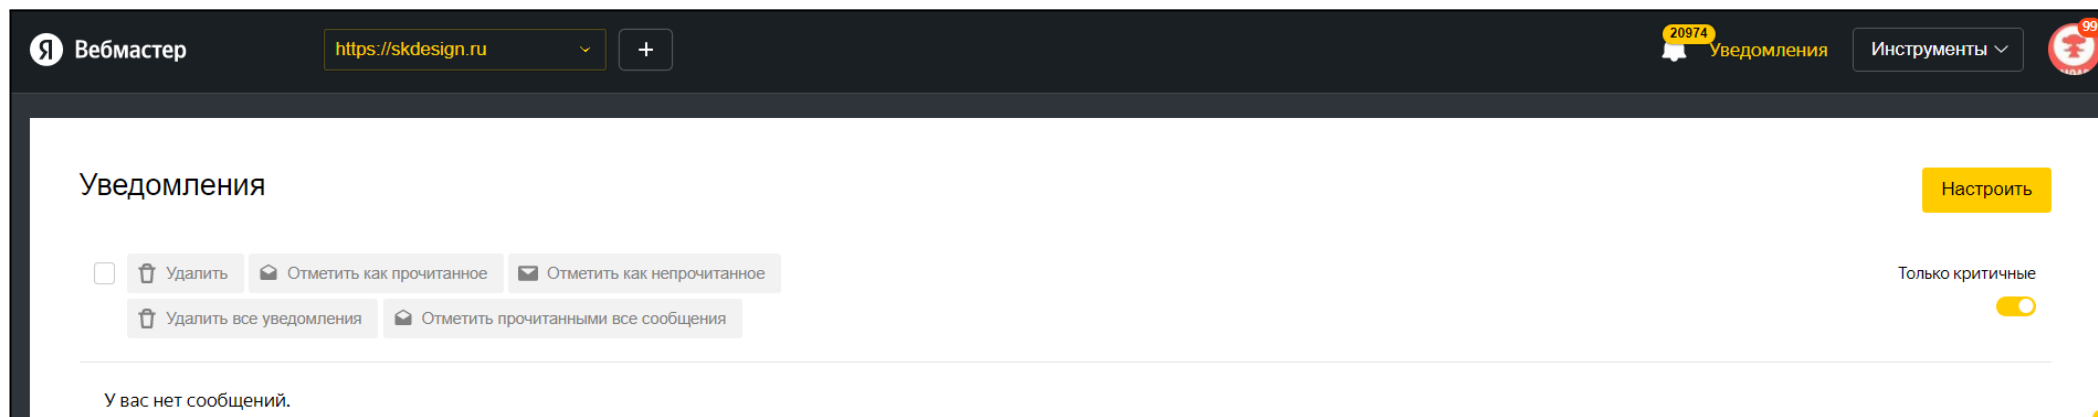 Я Вебмастер
https://skdesign.ru
+
20974
Уведомления
Инструменты
99
Уведомления
Настроить
Удалить
Отметить как прочитанное
Отметить как непрочитанное
Только критичные
Удалить все уведомления
Отметить прочитанными все сообщения
У вас нет сообщений.